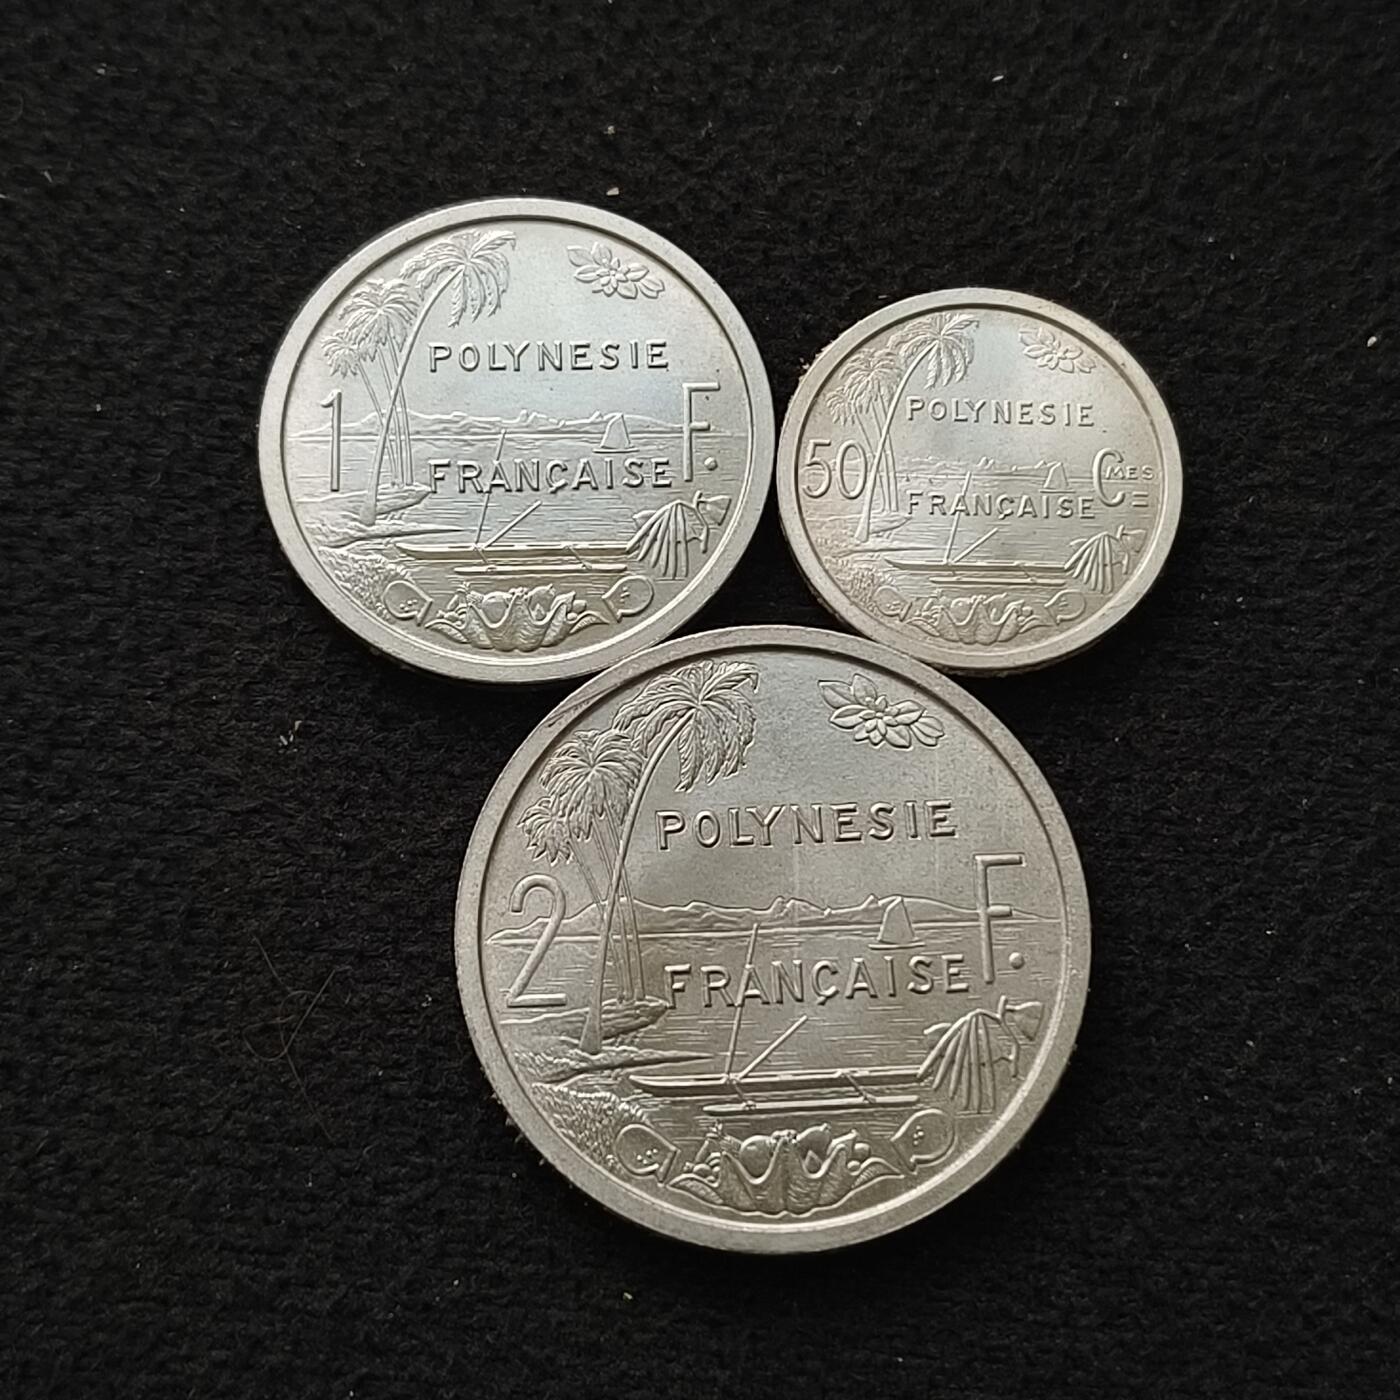 POLYNESIE
1 F.
FRANÇAISE
POLYNESIE
50 CMES
FRANÇAISE
POLYNESIE
2 F.
FRANÇAISE